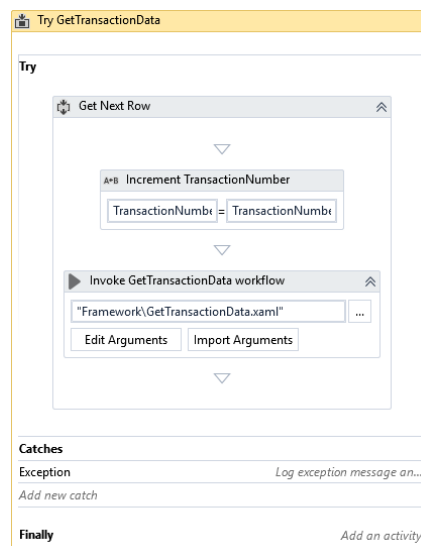 Try GetTransactionData
Try
Get Next Row
A+B Increment TransactionNumber
TransactionNumbe = TransactionNumbe
Invoke GetTransactionData workflow
"Framework\GetTransactionData.xaml" ...
Edit Arguments Import Arguments
Catches
Exception Log exception message an...
Add new catch
Finally Add an activity